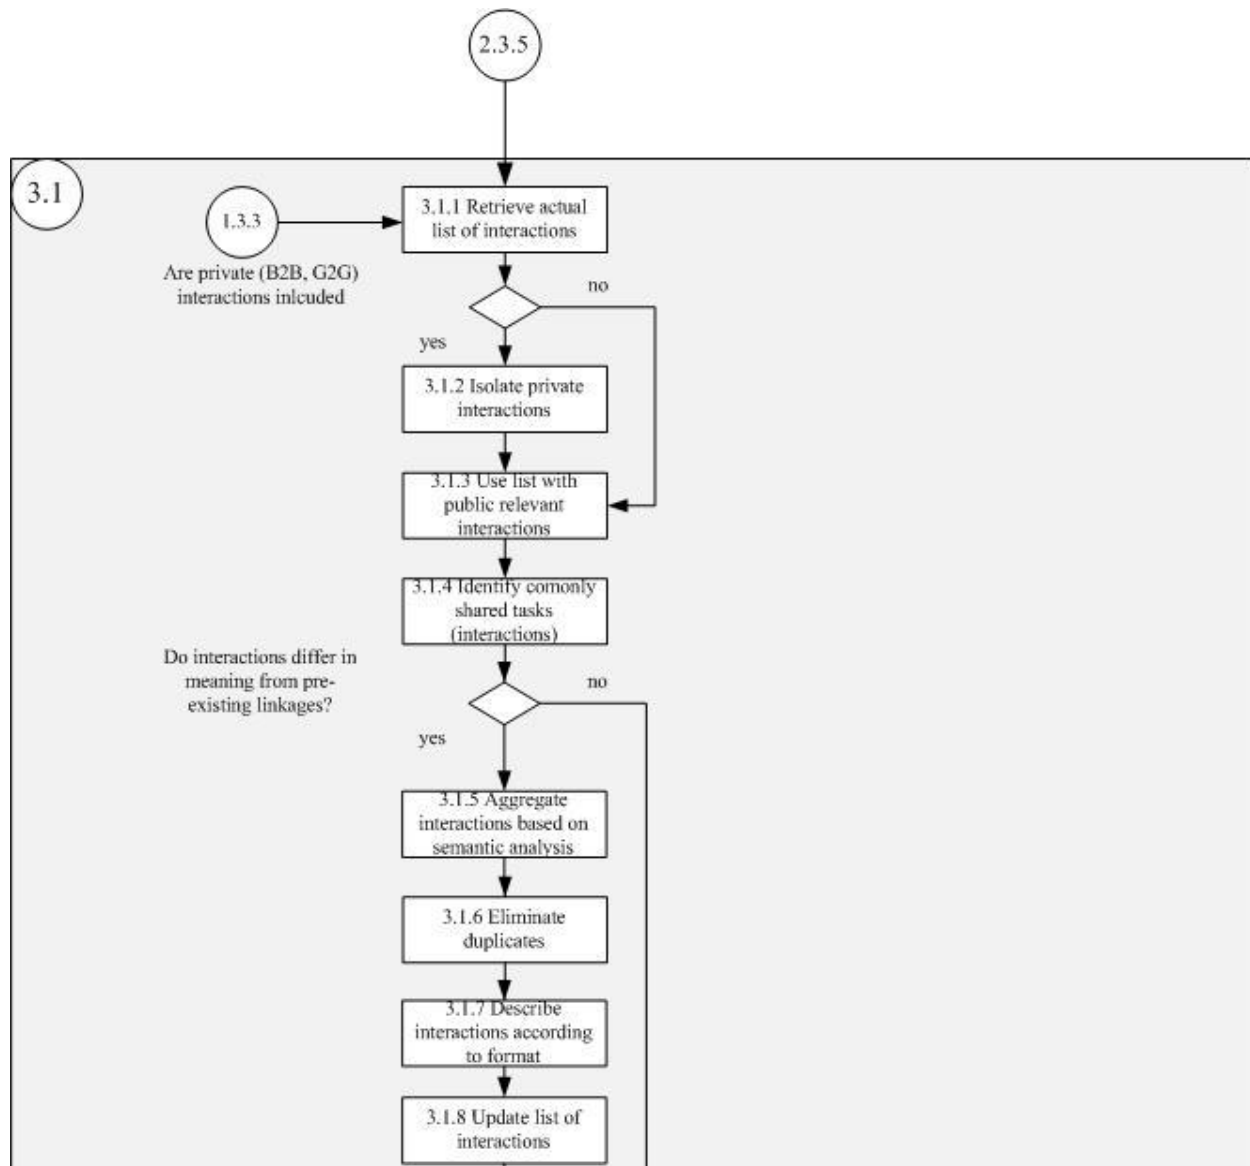 2.3.5
3.1
1.3.3
3.1.1 Retrieve actual
list of interactions
Are private (B2B, G2G)
interactions inlcuded
no
yes
3.1.2 Isolate private
interactions
3.1.3 Use list with
public relevant
interactions
3.1.4 Identify comonly
shared tasks
(interactions)
Do interactions differ in
meaning from pre-
existing linkages?
no
yes
3.1.5 Aggregate
interactions based on
semantic analysis
3.1.6 Eliminate
duplicates
3.1.7 Describe
interactions according
to format
3.1.8 Update list of
interactions